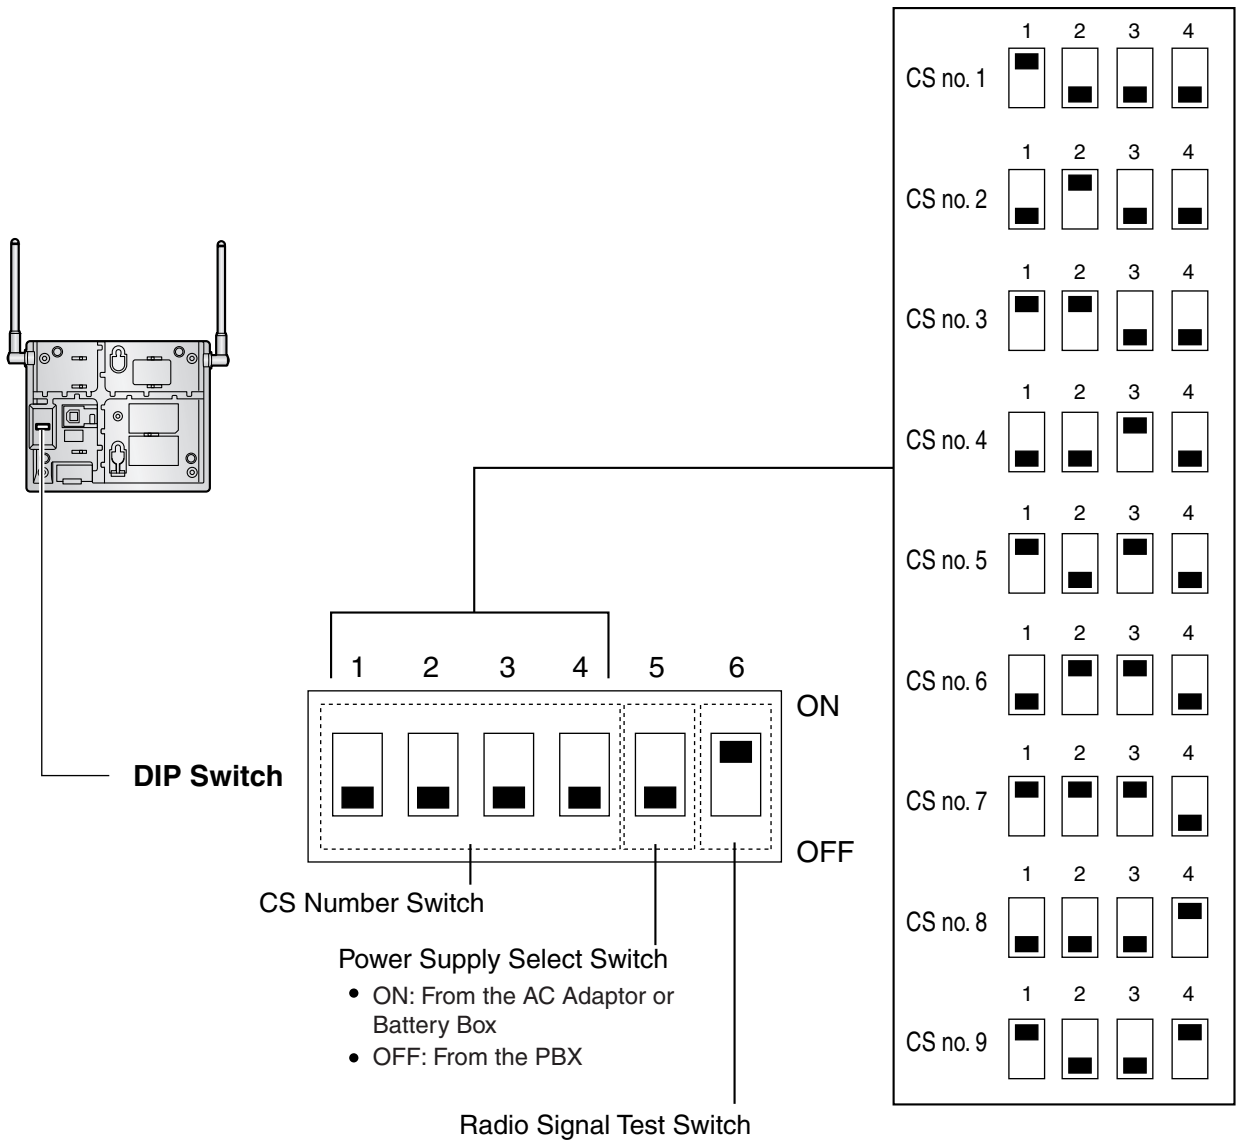 1 2 3 4
CS no. 1
1 2 3 4
CS no. 2
1 2 3 4
CS no. 3
1 2 3 4
CS no. 4
1 2 3 4
CS no. 5
1 2 3 4
CS no. 6
1 2 3 4
CS no. 7
1 2 3 4
CS no. 8
1 2 3 4
CS no. 9
1 2 3 4 5 6
ON
DIP Switch
OFF
CS Number Switch
Power Supply Select Switch
• ON: From the AC Adaptor or
Battery Box
• OFF: From the PBX
Radio Signal Test Switch